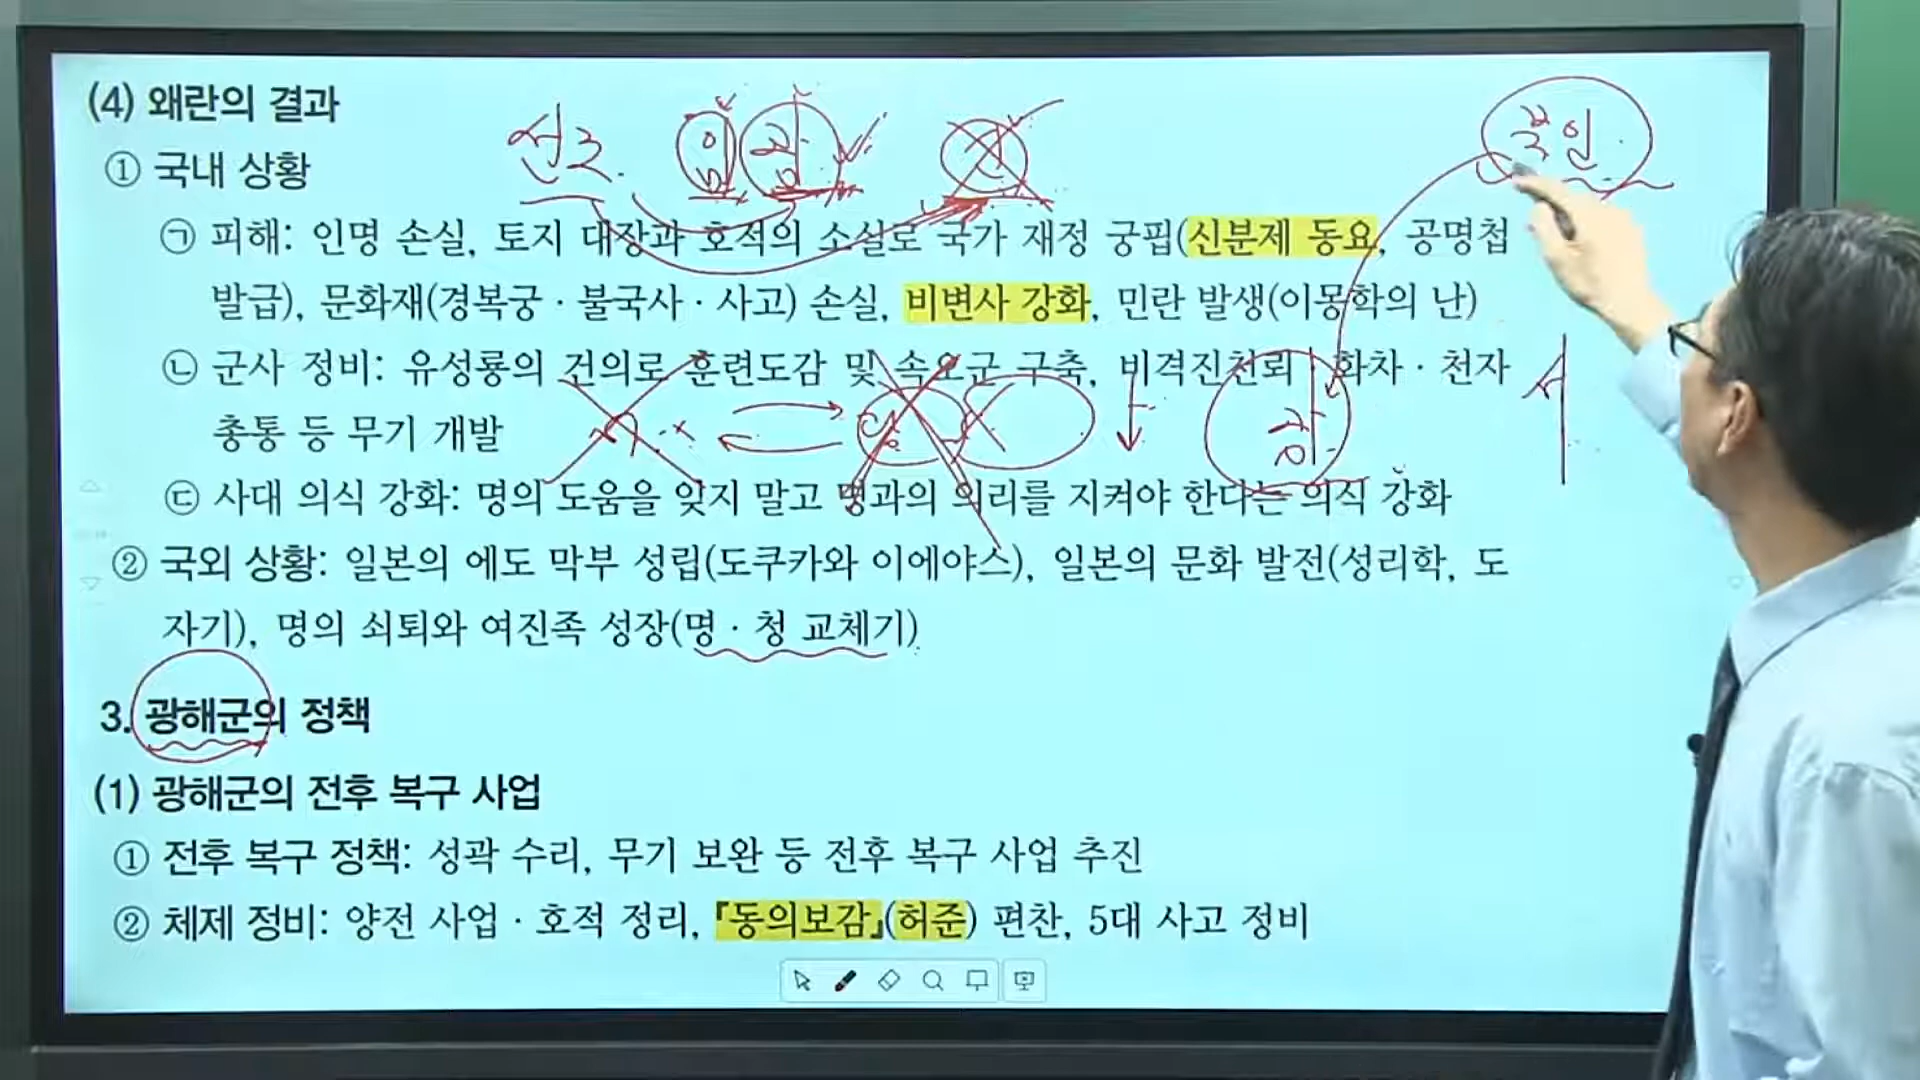 (4) 왜란의 결과
① 국내 상황
선조.
북인
㉠ 피해: 인명 손실, 토지 대장과 호적의 소실로 국가 재정 궁핍(신분제 동요, 공명첩
발급), 문화재(경복궁 · 불국사 · 사고) 손실, 비변사 강화, 민란 발생(이몽학의 난)
㉡ 군사 정비: 유성룡의 건의로 훈련도감 및 속오군 구축, 비격진천뢰 · 화차 · 천자
총통 등 무기 개발
광
서
㉢ 사대 의식 강화: 명의 도움을 잊지 말고 명과의 의리를 지켜야 한다는 의식 강화
② 국외 상황: 일본의 에도 막부 성립(도쿠카와 이에야스), 일본의 문화 발전(성리학, 도
자기), 명의 쇠퇴와 여진족 성장(명 · 청 교체기)
3. 광해군의 정책
(1) 광해군의 전후 복구 사업
① 전후 복구 정책: 성곽 수리, 무기 보완 등 전후 복구 사업 추진
② 체제 정비: 양전 사업 · 호적 정리, 『동의보감』(허준) 편찬, 5대 사고 정비